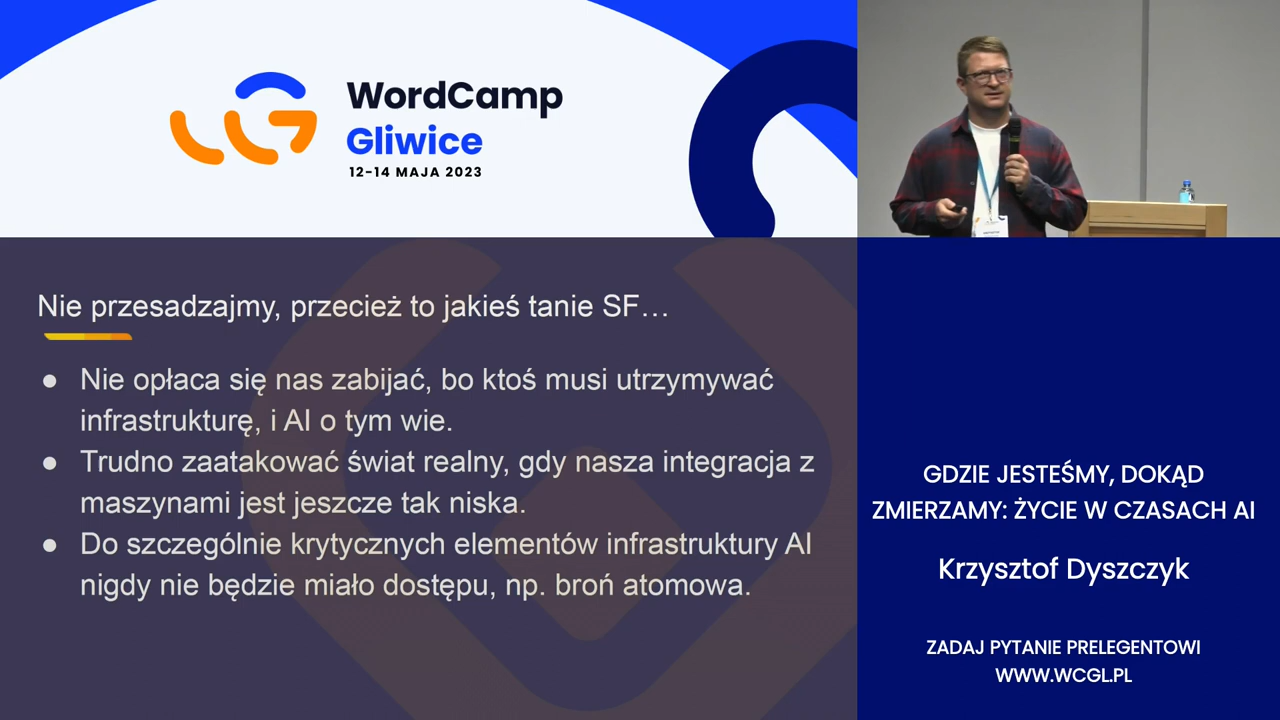 WordCamp
Gliwice
12-14 MAJA 2023
Nie przesadzajmy, przecież to jakieś tanie SF…
● Nie opłaca się nas zabijać, bo ktoś musi utrzymywać
infrastrukturę, i AI o tym wie.
● Trudno zaatakować świat realny, gdy nasza integracja z
maszynami jest jeszcze tak niska.
● Do szczególnie krytycznych elementów infrastruktury AI
nigdy nie będzie miało dostępu, np. broń atomowa.
GDZIE JESTEŚMY, DOKĄD
ZMIERZAMY: ŻYCIE W CZASACH AI
Krzysztof Dyszczyk
ZADAJ PYTANIE PRELEGENTOWI
WWW.WCGL.PL